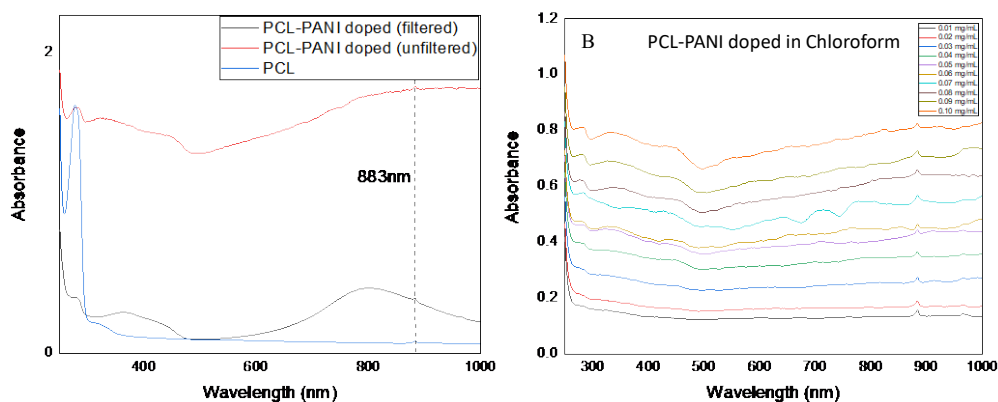 PCL-PANI doped (filtered)
PCL-PANI doped (unfiltered)
PCL
2
0
Absorbance
883nm
400
600
800
1000
Wavelength (nm)
B
PCL-PANI doped in Chloroform
0.01 mg/mL
0.02 mg/mL
0.03 mg/mL
0.04 mg/mL
0.05 mg/mL
0.06 mg/mL
0.07 mg/mL
0.08 mg/mL
0.09 mg/mL
0.10 mg/mL
1.2
1.0
0.8
0.6
0.4
0.2
0.0
Absorbance
300
400
500
600
700
800
900
1000
Wavelength (nm)